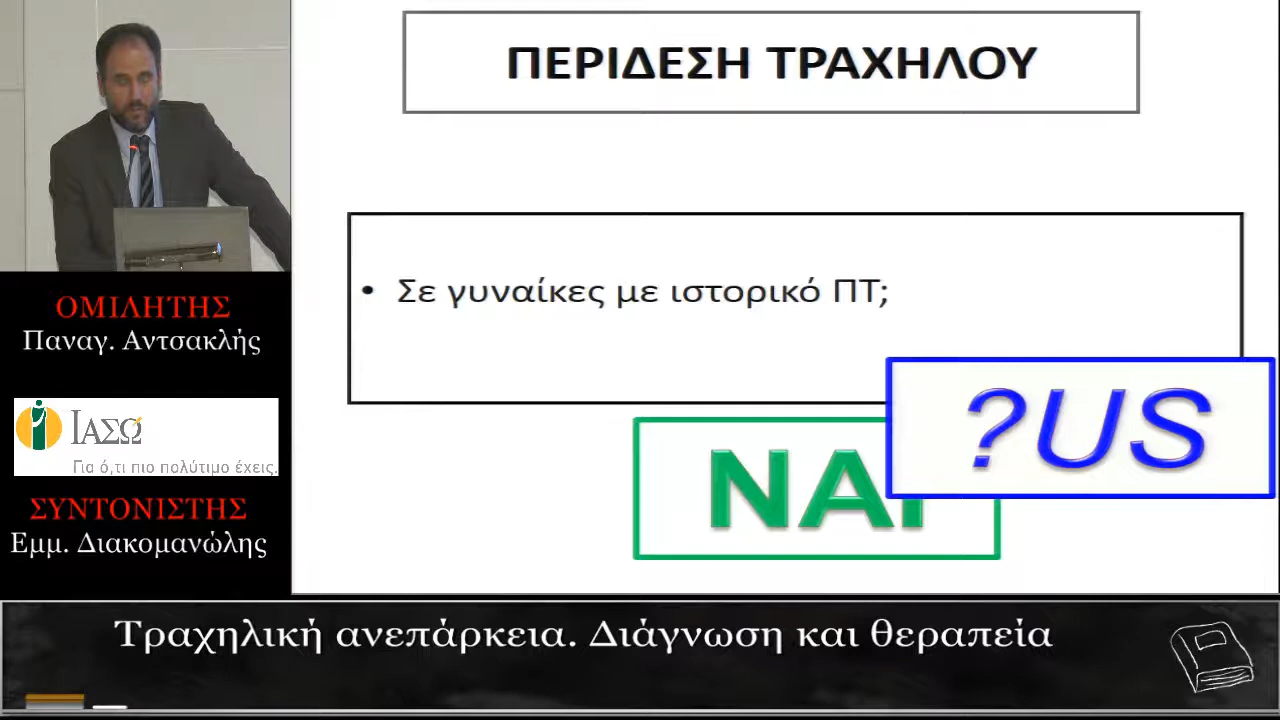 ΠΕΡΙΔΕΣΗ ΤΡΑΧΗΛΟΥ
• Σε γυναίκες με ιστορικό ΠΤ;
ΝΑΙ
?US
ΟΜΙΛΗΤΗΣ
Παναγ. Αντσακλής
ΙΑΣΩ
Για ό,τι πιο πολύτιμο έχεις.
ΣΥΝΤΟΝΙΣΤΗΣ
Εμμ. Διακομανώλης
Τραχηλική ανεπάρκεια. Διάγνωση και θεραπεία